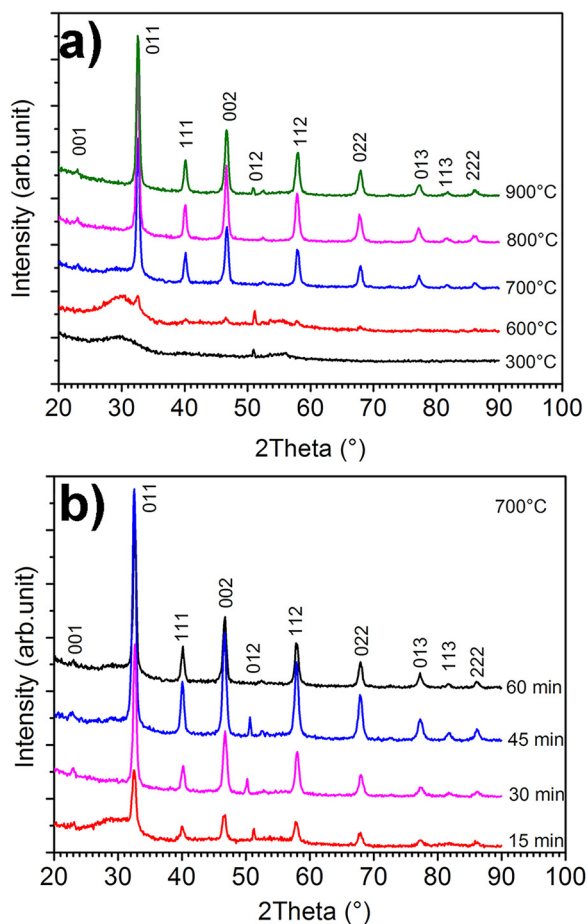 a)
Intensity (arb.unit)
001
011
111
002
012
112
022
013
113
222
900°C
800°C
700°C
600°C
300°C
20 30 40 50 60 70 80 90 100
2Theta (°)
b)
700°C
Intensity (arb.unit)
001
011
111
002
012
112
022
013
113
222
60 min
45 min
30 min
15 min
20 30 40 50 60 70 80 90 100
2Theta (°)